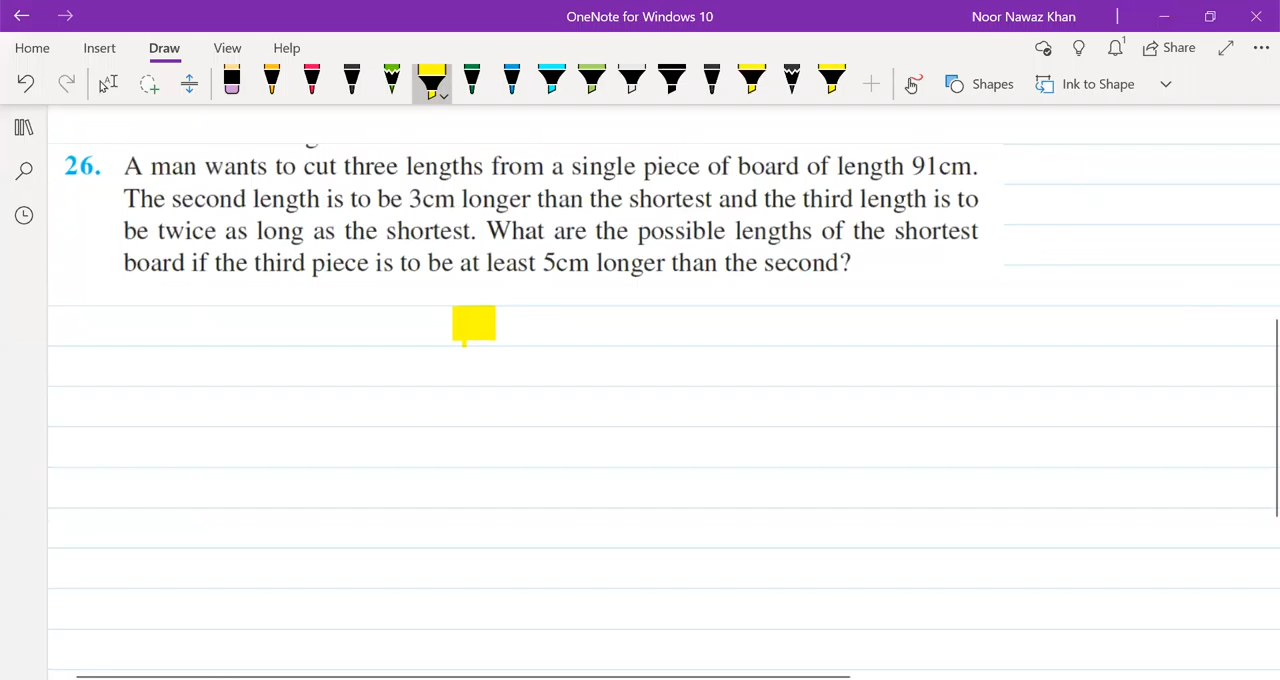 OneNote for Windows 10
Noor Nawaz Khan
Home Insert Draw View Help
1
Share
Shapes
Ink to Shape
26. A man wants to cut three lengths from a single piece of board of length 91cm.
The second length is to be 3cm longer than the shortest and the third length is to
be twice as long as the shortest. What are the possible lengths of the shortest
board if the third piece is to be at least 5cm longer than the second?